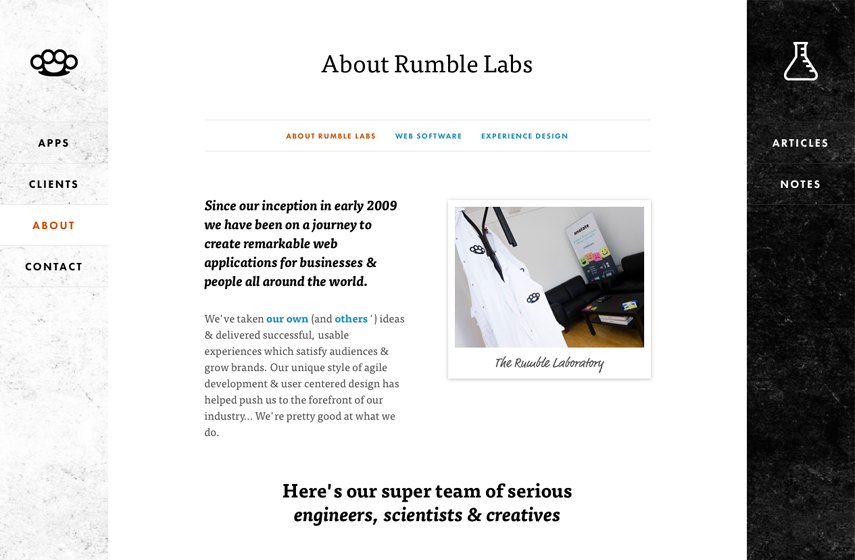 About Rumble Labs
ABOUT RUMBLE LABS
WEB SOFTWARE
EXPERIENCE DESIGN
APPS
CLIENTS
ABOUT
CONTACT
Since our inception in early 2009
we have been on a journey to
create remarkable web
applications for businesses &
people all around the world.
We've taken our own (and others ') ideas
& delivered successful, usable
experiences which satisfy audiences &
grow brands. Our unique style of agile
development & user centered design has
helped push us to the forefront of our
industry... We're pretty good at what we
do.
The Rumble Laboratory
Here's our super team of serious
engineers, scientists & creatives
ARTICLES
NOTES